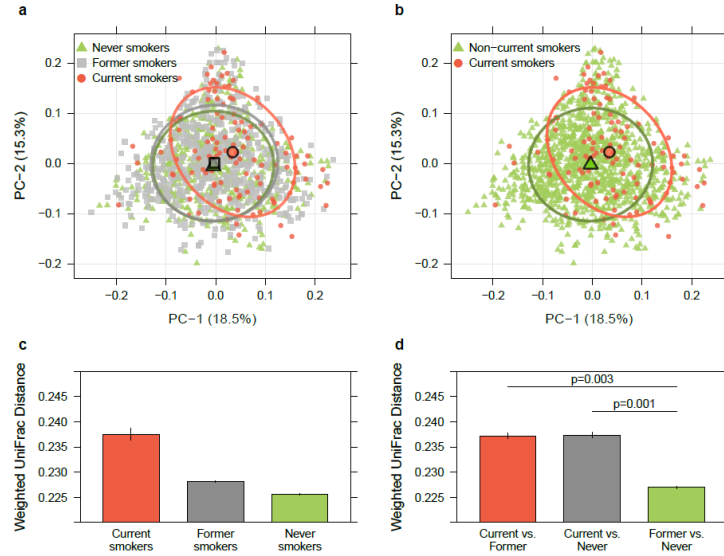 a
Never smokers
Former smokers
Current smokers
0.2
0.1
0.0
−0.1
−0.2
PC−2 (15.3%)
−0.2 −0.1 0.0 0.1 0.2
PC−1 (18.5%)
b
Non-current smokers
Current smokers
0.2
0.1
0.0
−0.1
−0.2
PC−2 (15.3%)
−0.2 −0.1 0.0 0.1 0.2
PC−1 (18.5%)
c
Weighted UniFrac Distance
0.245
0.240
0.235
0.230
0.225
Current
smokers
Former
smokers
Never
smokers
d
Weighted UniFrac Distance
0.245
0.240
0.235
0.230
0.225
p=0.003
p=0.001
Current vs.
Former
Current vs.
Never
Former vs.
Never